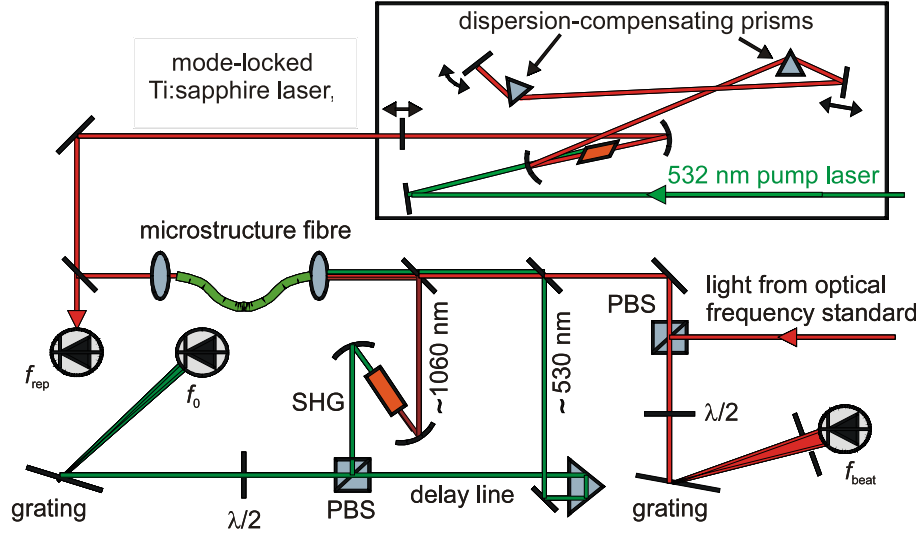 dispersion-compensating prisms
mode-locked
Ti:sapphire laser,
532 nm pump laser
microstructure fibre
light from optical
frequency standard
PBS
f_rep
f_0
SHG
~1060 nm
~530 nm
λ/2
f_beat
grating
λ/2
PBS
delay line
grating